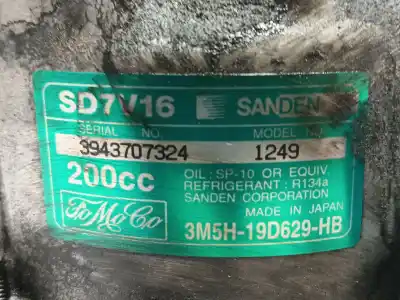 SD7V16 SANDEN
SERIAL NO. MODEL NO.
3943707324 1249
200cc
OIL : SP-10 OR EQUIV.
REFRIGERANT : R134a
SANDEN CORPORATION
MADE IN JAPAN
FoMoCo
3M5H-19D629-HB